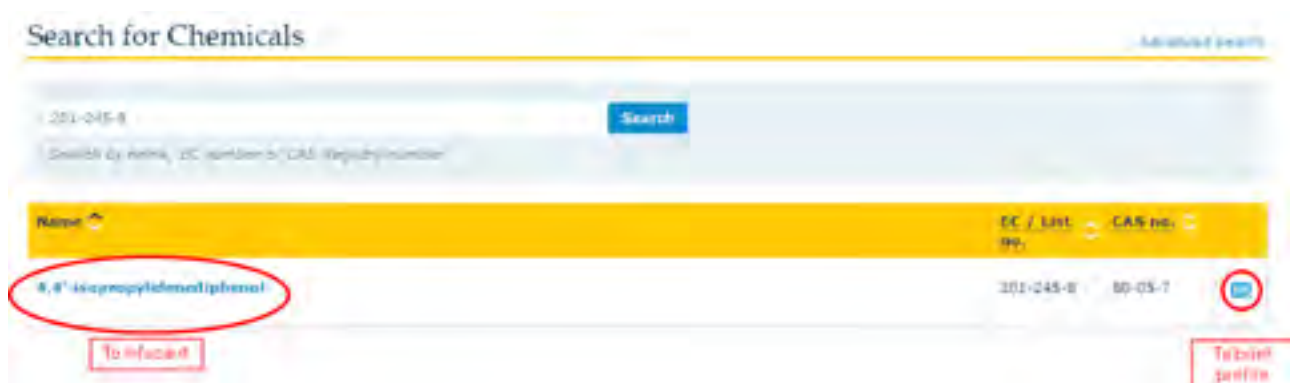 Search for Chemicals
Advanced search
201-245-8
Search
Search by name, EC number or CAS Registry number
Name
EC / List no.
CAS no.
4,4'-isopropylidenediphenol
201-245-8
80-05-7
To infocard
To brief
profile